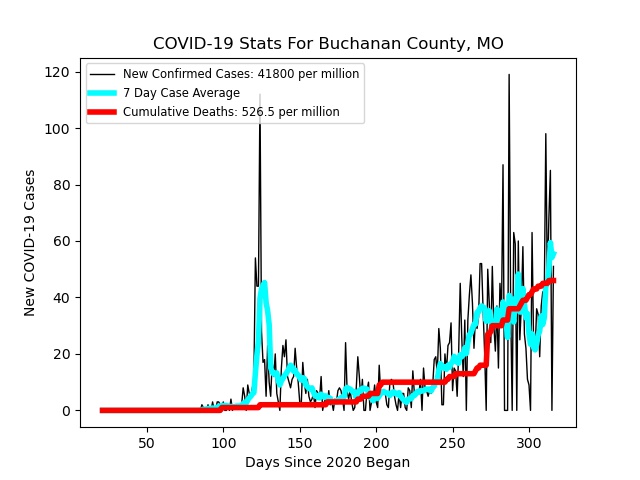 COVID-19 Stats For Buchanan County, MO
New Confirmed Cases: 41800 per million
7 Day Case Average
Cumulative Deaths: 526.5 per million
New COVID-19 Cases
120
100
80
60
40
20
0
50 100 150 200 250 300
Days Since 2020 Began